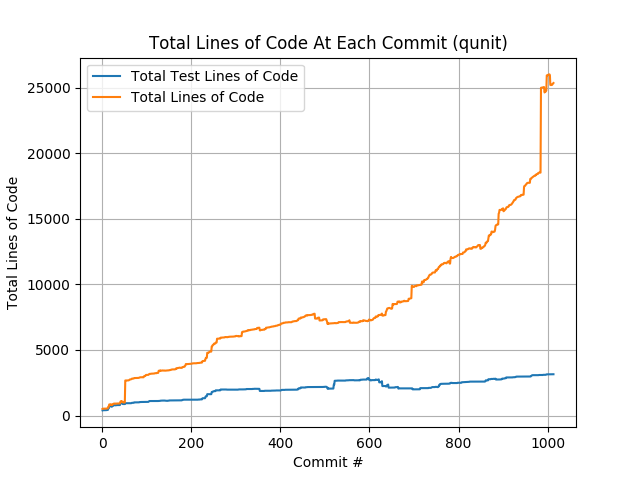 Total Lines of Code At Each Commit (qunit)
Total Test Lines of Code
Total Lines of Code
25000
20000
15000
10000
5000
0
Total Lines of Code
0 200 400 600 800 1000
Commit #